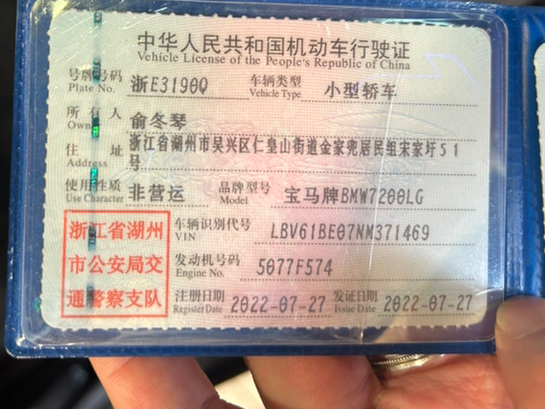 中华人民共和国机动车行驶证
Vehicle License of the People's Republic of China
号牌号码 浙E3190Q 车辆类型 小型轿车
Plate No. Vehicle Type
所有人 俞冬琴
Owner
住址 浙江省湖州市吴兴区仁皇山街道金家兜居民组宋家圩51
号
使用性质 非营运 品牌型号 宝马牌BMW7200LG
Use Character Model
浙江省湖州
市公安局交
通警察支队
车辆识别代号 LBV61BE07NM371469
VIN
发动机号码 5077F574
Engine No.
注册日期 2022-07-27 发证日期 2022-07-27
Register Date Issue Date